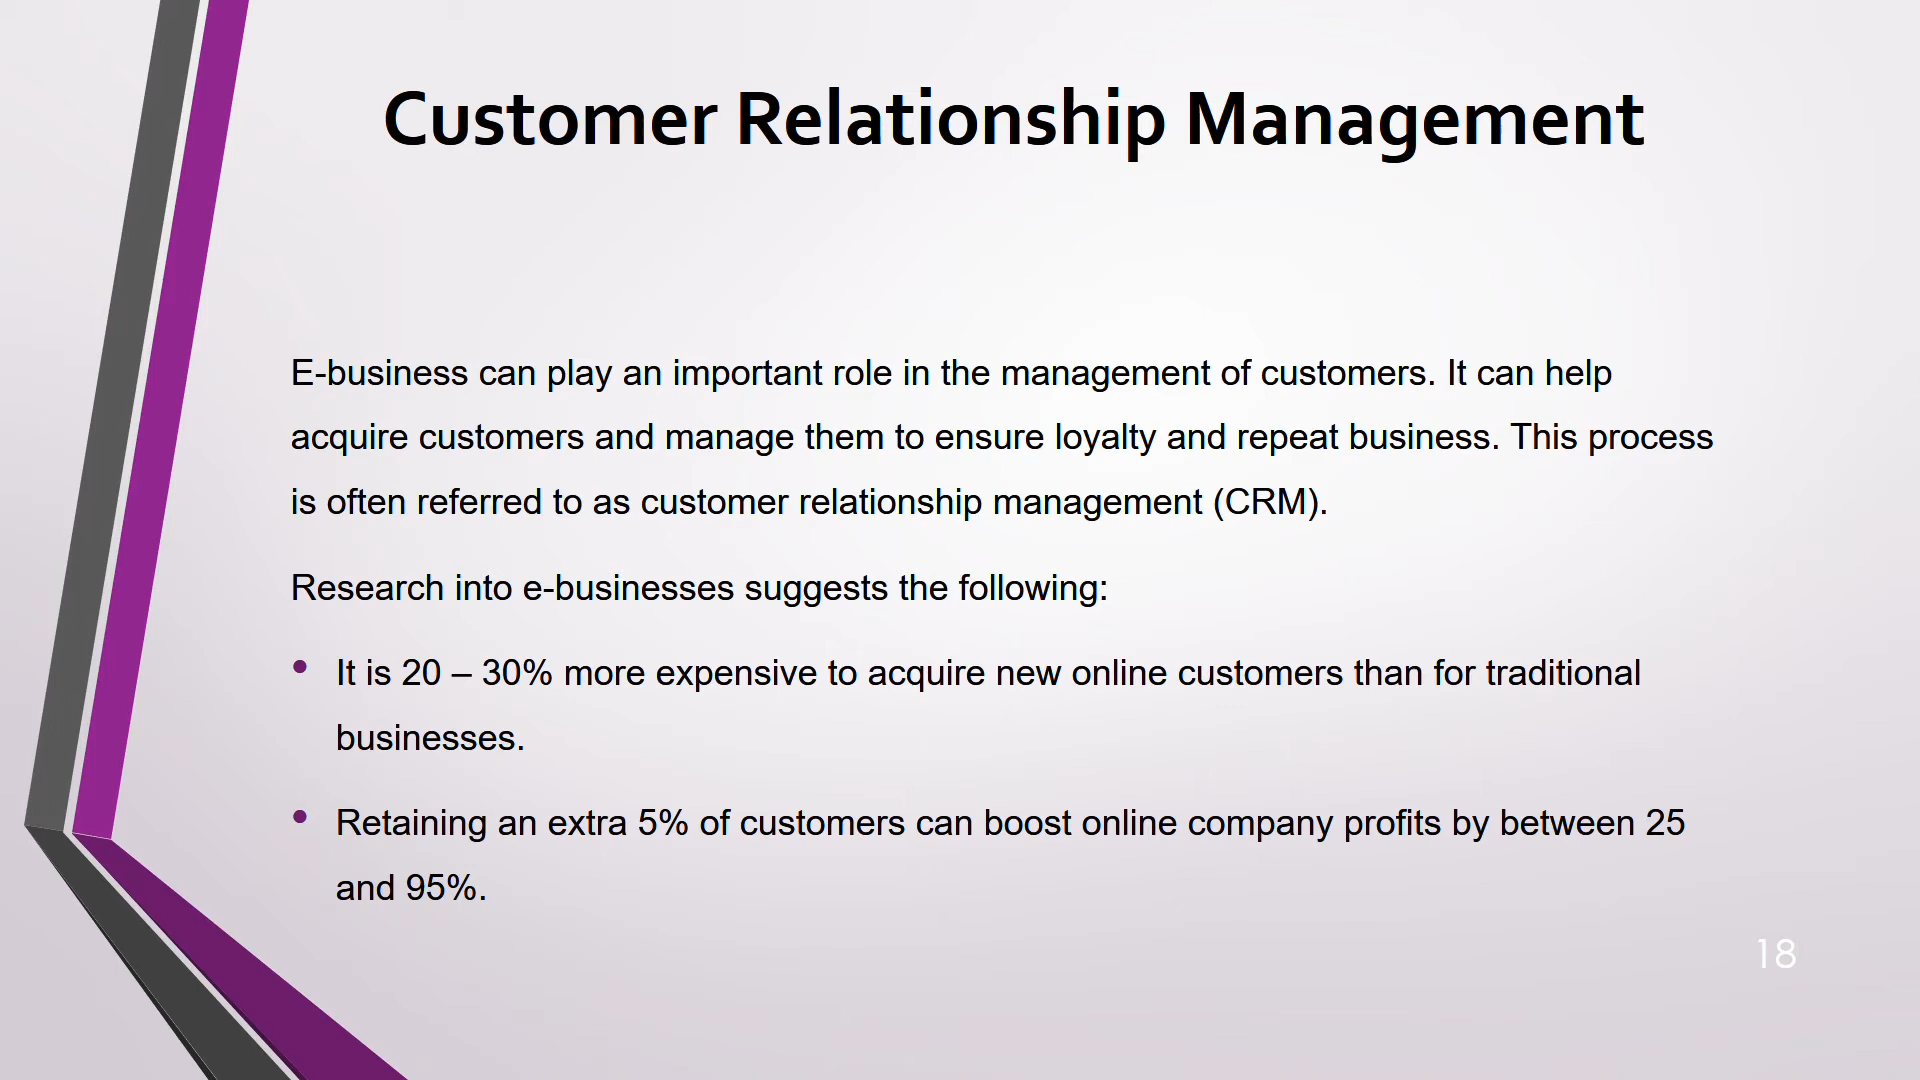 Customer Relationship Management
E-business can play an important role in the management of customers. It can help
acquire customers and manage them to ensure loyalty and repeat business. This process
is often referred to as customer relationship management (CRM).
Research into e-businesses suggests the following:
• It is 20 – 30% more expensive to acquire new online customers than for traditional
businesses.
• Retaining an extra 5% of customers can boost online company profits by between 25
and 95%.
18